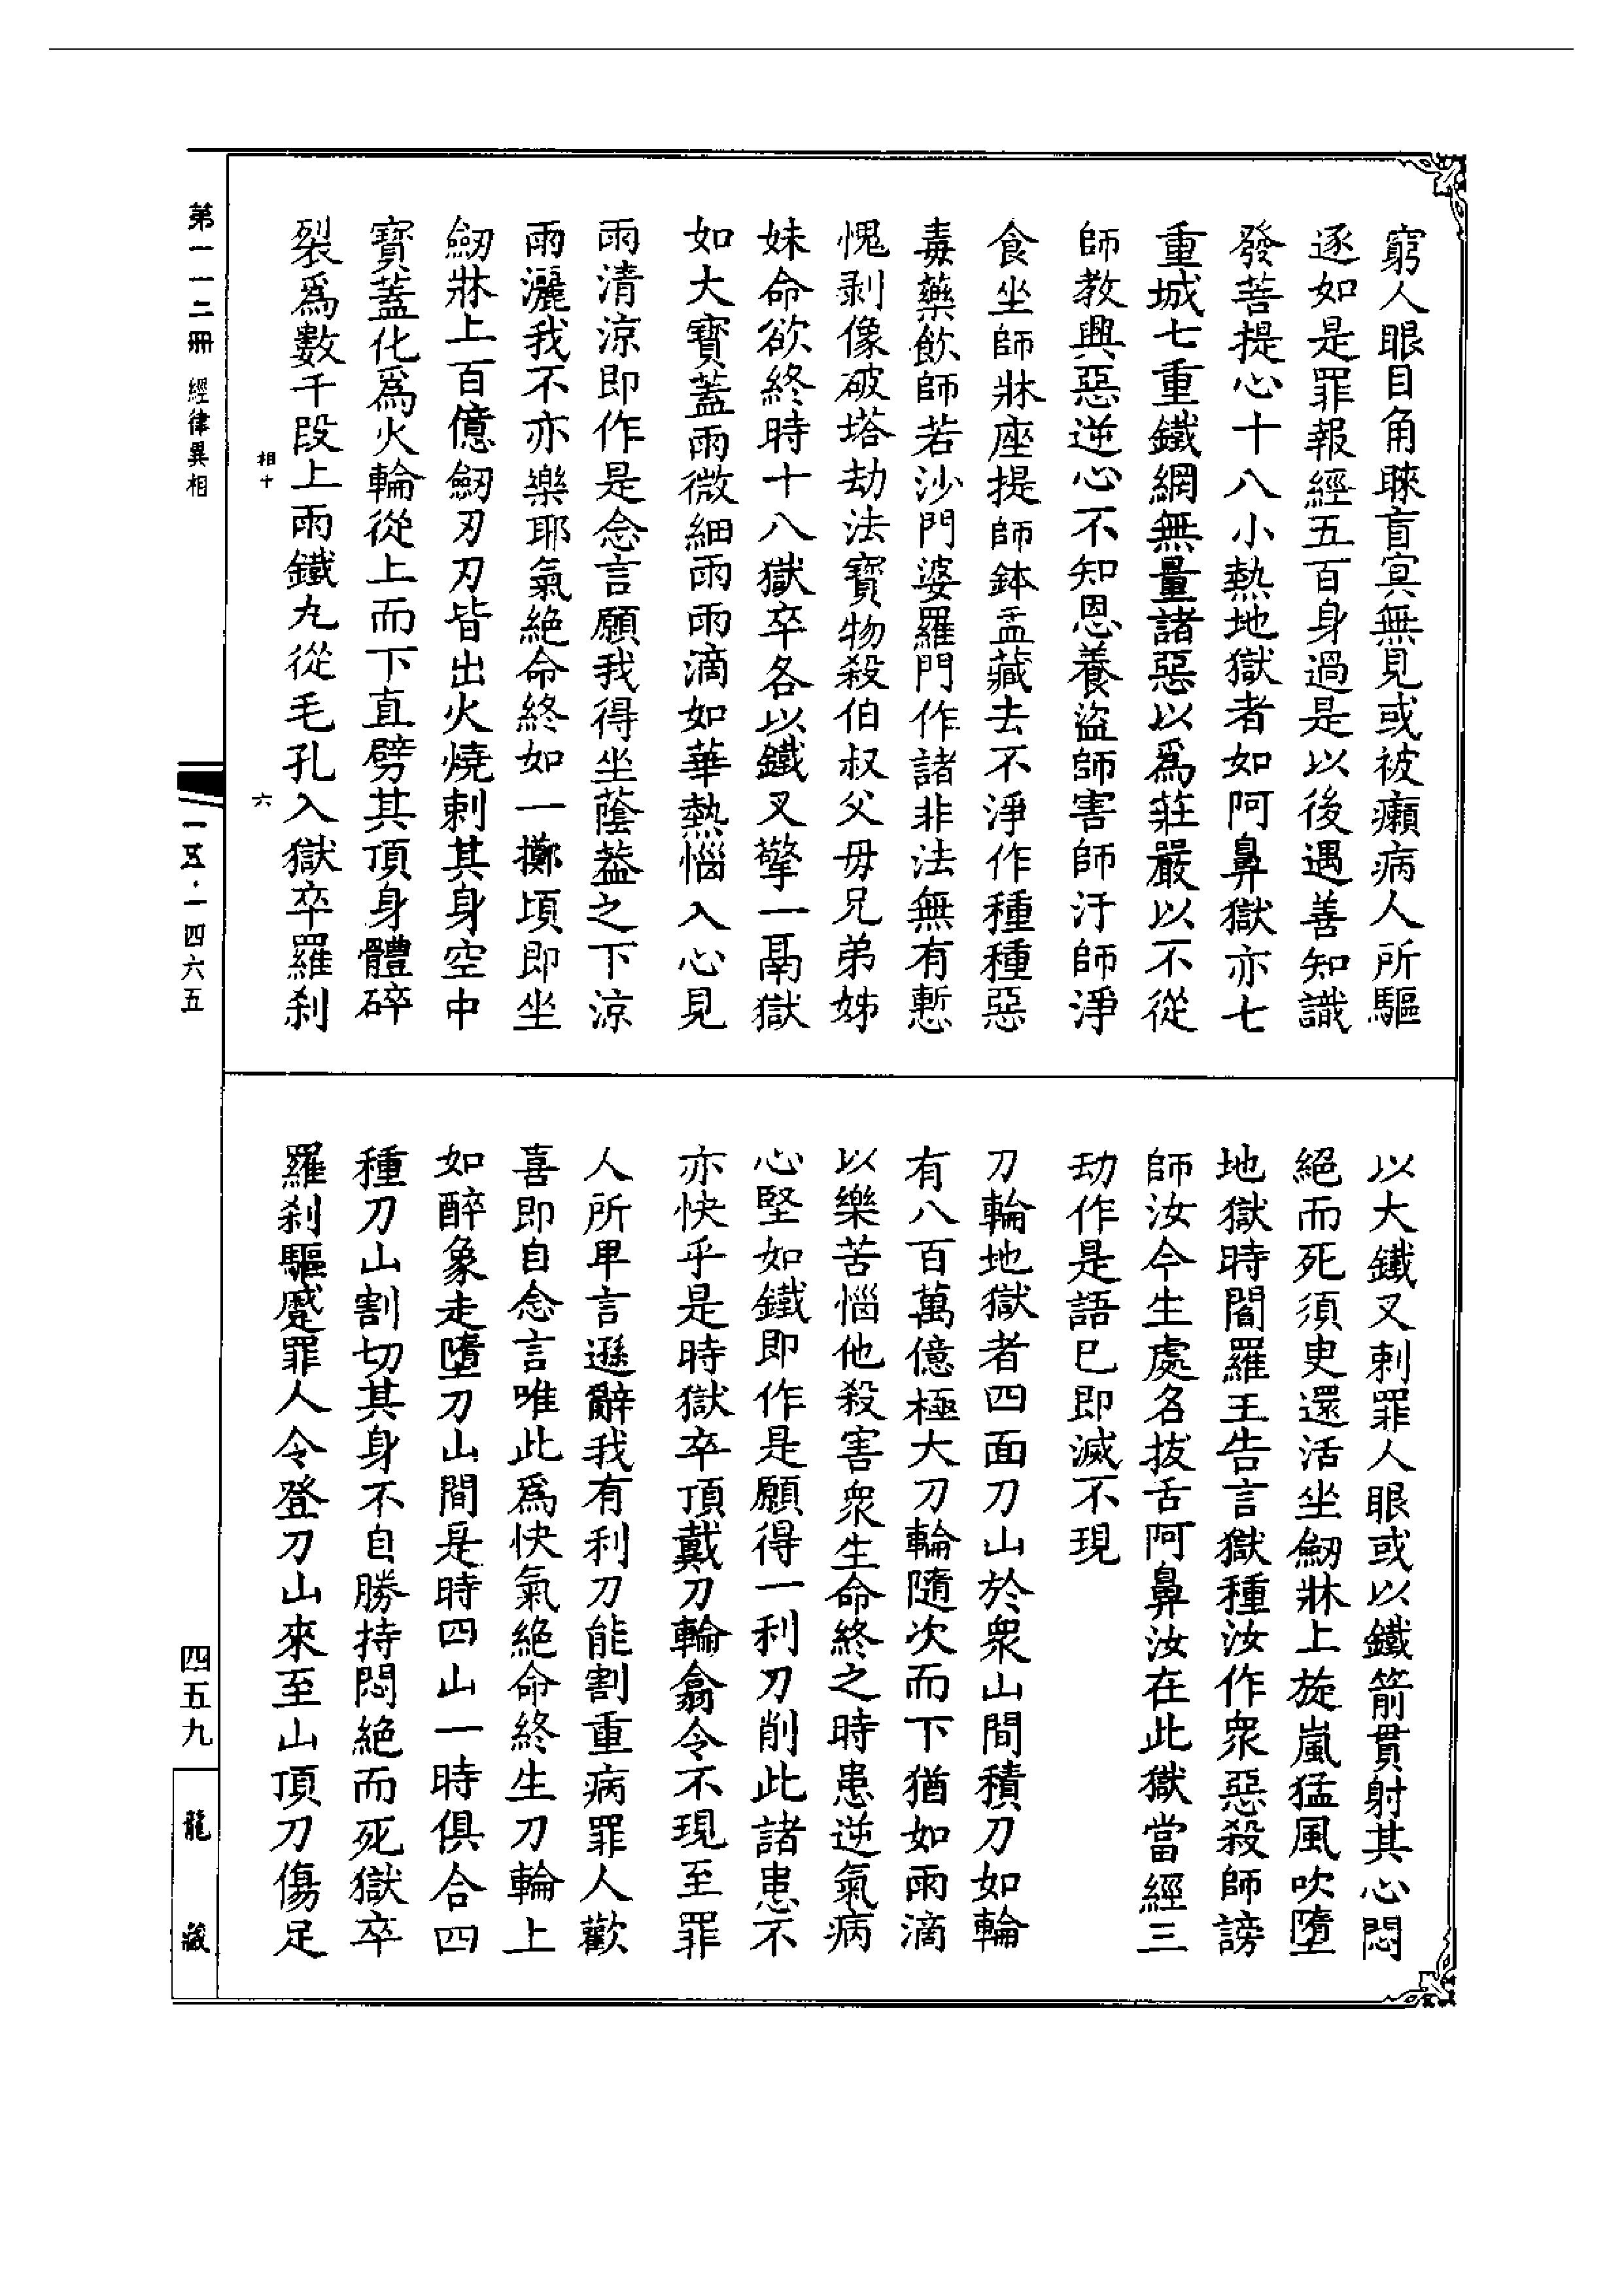 窮人眼目角睞盲冥無見或被癩病人所驅
逐如是罪報經五百身過是以後遇善知識
發菩提心十八小熱地獄者如阿鼻獄亦七
重城七重鐵網無量諸惡以爲莊嚴以不從
師教興惡逆心不知恩養盜師害師汙師淨
食坐師牀座提師鉢盂藏去不淨作種種惡
毒藥飲師若沙門婆羅門作諸非法無有慙
愧剥像破塔劫法寶物殺伯叔父母兄弟姊
妹命欲終時十八獄卒各以鐵叉擎一鬲獄
如大寶蓋雨微細雨雨滴如華熱惱入心見
雨清涼即作是念言願我得坐蔭葢之下涼
雨灑我不亦樂耶氣絕命終如一擲頃即坐
劒牀上百億劒刃刃皆出火燒刺其身空中
寶蓋化爲火輪從上而下直劈其頂身體碎
裂爲數千段上雨鐵丸從毛孔入獄卒羅刹
相十
六
以大鐵叉刺罪人眼或以鐵箭貫射其心悶
絕而死須臾還活坐劒牀上旋嵐猛風吹墮
地獄時閻羅王告言獄種汝作衆惡殺師謗
師汝今生處名拔舌阿鼻汝在此獄當經三
劫作是語已即滅不現
刀輪地獄者四面刀山於衆山間積刀如輪
有八百萬億極大刀輪隨次而下猶如雨滴
以樂苦惱他殺害衆生命終之時患逆氣病
心堅如鐵即作是願得一利刀削此諸患不
亦快乎是時獄卒頂戴刀輪翕令不現至罪
人所卑言遜辭我有利刀能割重病罪人歡
喜即自念言唯此爲快氣絕命終生刀輪上
如醉象走墮刀山間是時四山一時俱合四
種刀山割切其身不自勝持悶絕而死獄卒
羅刹驅蹙罪人令登刀山來至山頂刀傷足
第一一二冊 經律異相
一五·一四六五
四五九
龍藏